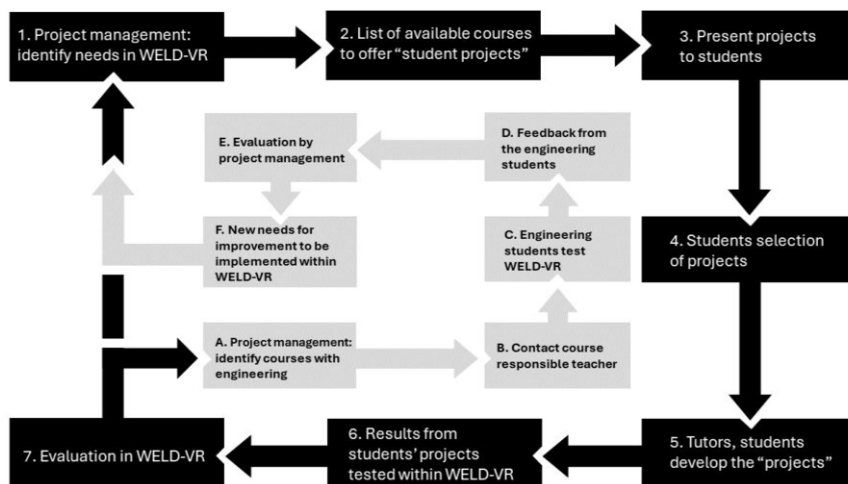 1. Project management:
identify needs in WELD-VR
2. List of available courses
to offer “student projects”
3. Present projects
to students
E. Evaluation by
project management
D. Feedback from
the engineering
students
F. New needs for
improvement to be
implemented within
WELD-VR
C. Engineering
students test
WELD-VR
4. Students selection
of projects
A. Project management:
identify courses with
engineering
B. Contact course
responsible teacher
7. Evaluation in WELD-VR
6. Results from
students’ projects
tested within WELD-VR
5. Tutors, students
develop the “projects”